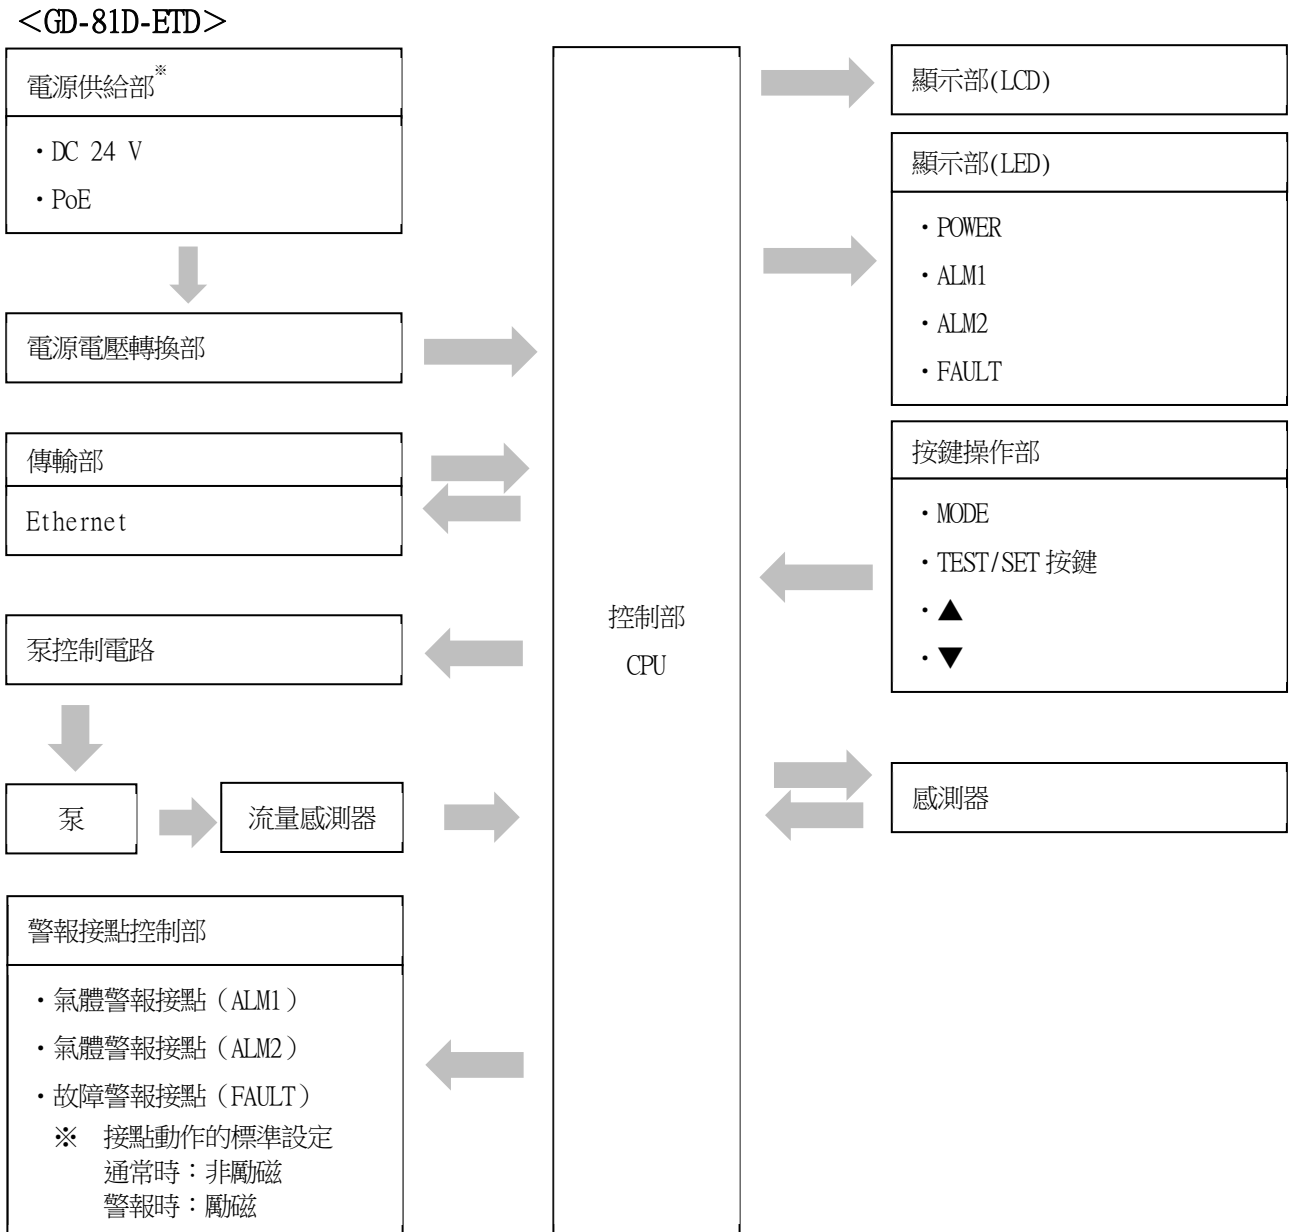 <GD-81D-ETD>
電源供給部※
・DC 24 V
・PoE
電源電壓轉換部
傳輸部
Ethernet
泵控制電路
泵
流量感測器
警報接點控制部
・氣體警報接點（ALM1）
・氣體警報接點（ALM2）
・故障警報接點（FAULT）
※ 接點動作的標準設定
通常時：非勵磁
警報時：勵磁
控制部
CPU
顯示部(LCD)
顯示部(LED)
・POWER
・ALM1
・ALM2
・FAULT
按鍵操作部
・MODE
・TEST/SET 按鍵
・▲
・▼
感測器